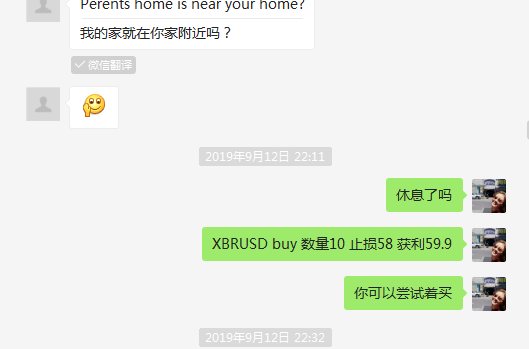 Perents home is near your home?
我的家就在你家附近吗？
微信翻译
2019年9月12日 22:11
休息了吗
XBRUSD buy 数量10 止损58 获利59.9
你可以尝试着买
2019年9月12日 22:32